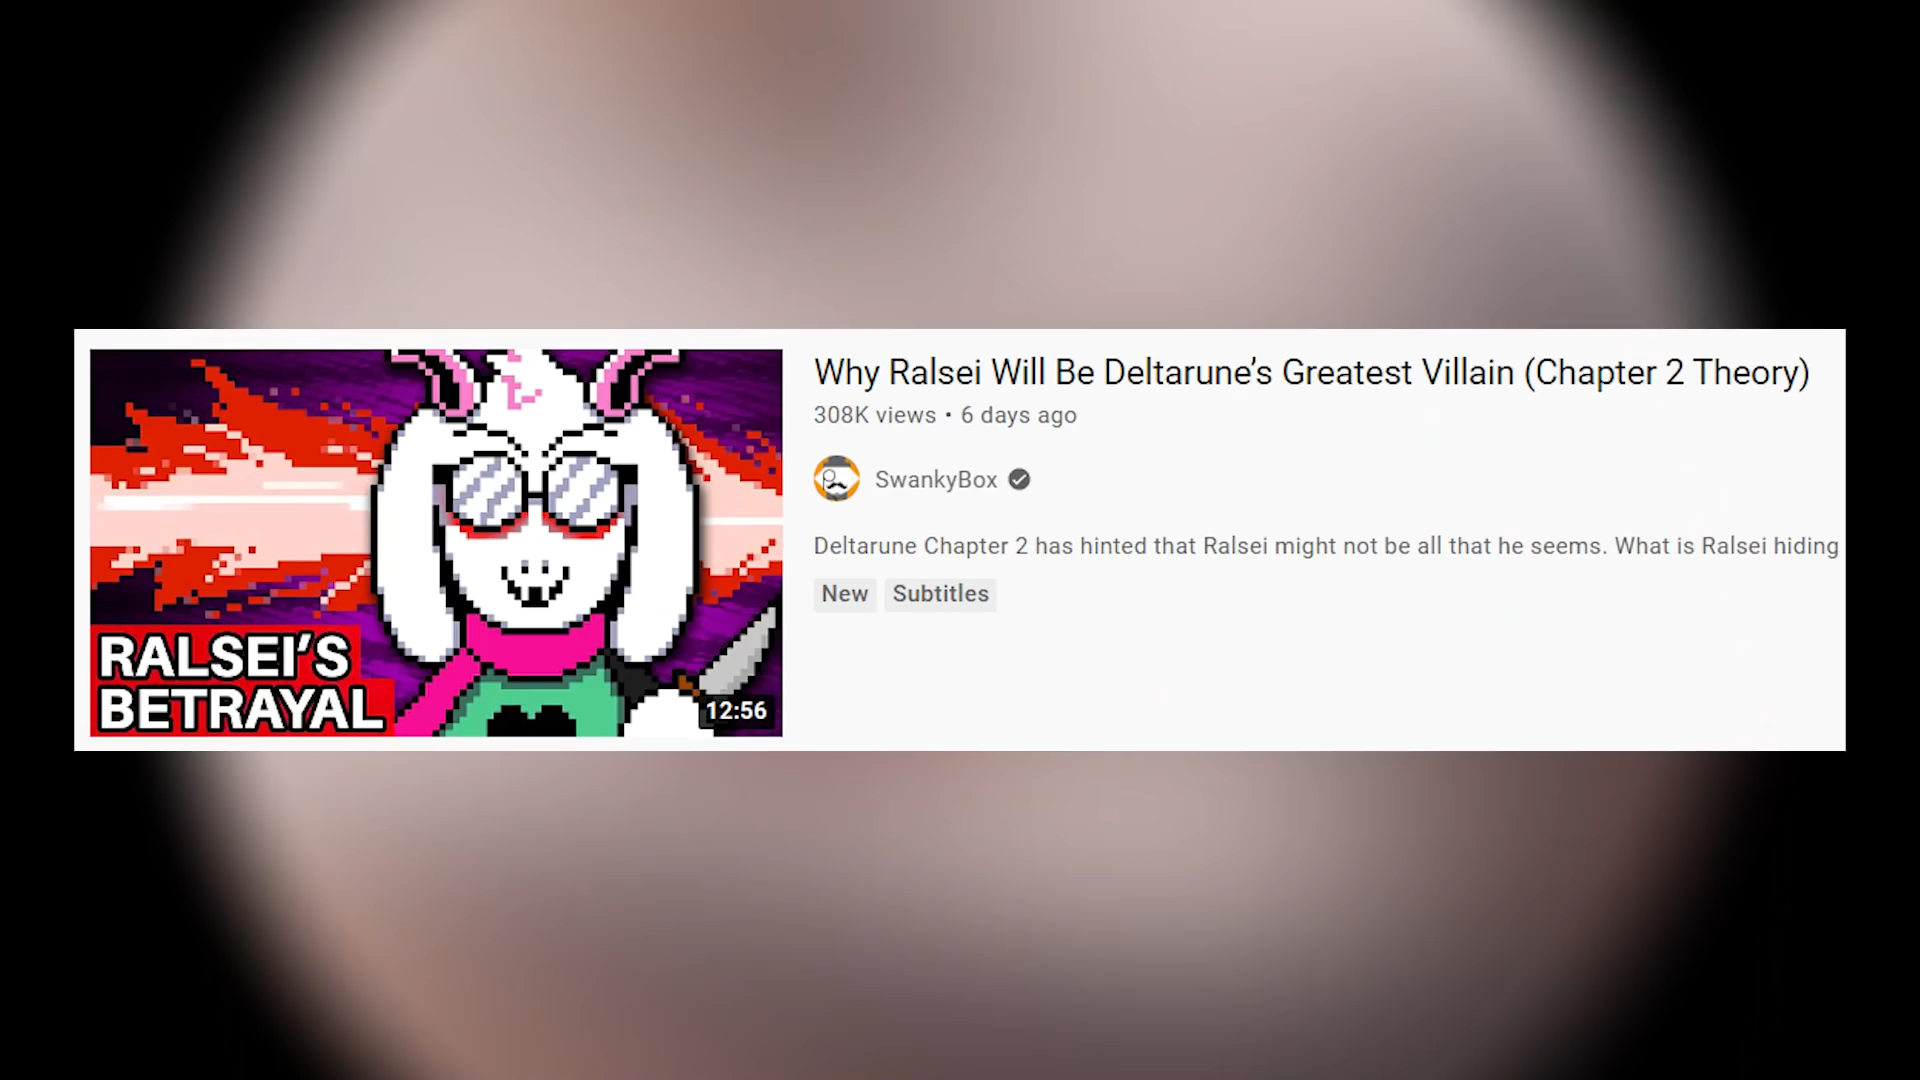 Why Ralsei Will Be Deltarune’s Greatest Villain (Chapter 2 Theory)
308K views • 6 days ago
SwankyBox
Deltarune Chapter 2 has hinted that Ralsei might not be all that he seems. What is Ralsei hiding
New Subtitles
RALSEI’S
BETRAYAL
12:56